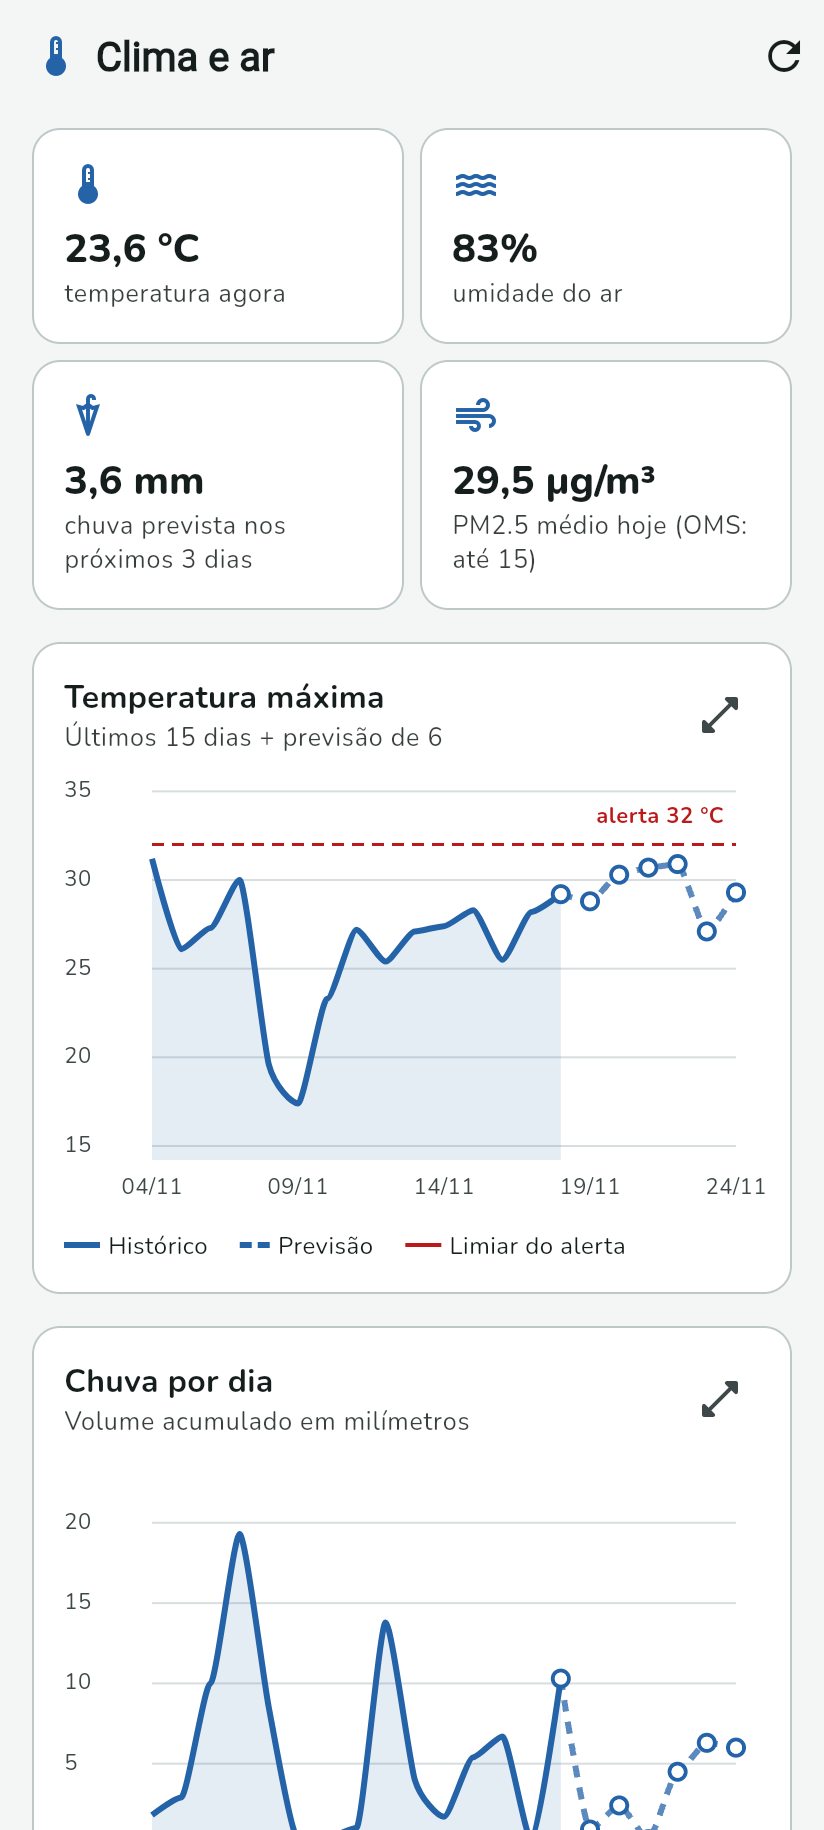 Clima e ar
23,6 °C
temperatura agora
83%
umidade do ar
3,6 mm
chuva prevista nos
próximos 3 dias
29,5 µg/m³
PM2.5 médio hoje (OMS:
até 15)
Temperatura máxima
Últimos 15 dias + previsão de 6
35
alerta 32 °C
30
25
20
15
04/11 09/11 14/11 19/11 24/11
Histórico Previsão Limiar do alerta
Chuva por dia
Volume acumulado em milímetros
20
15
10
5